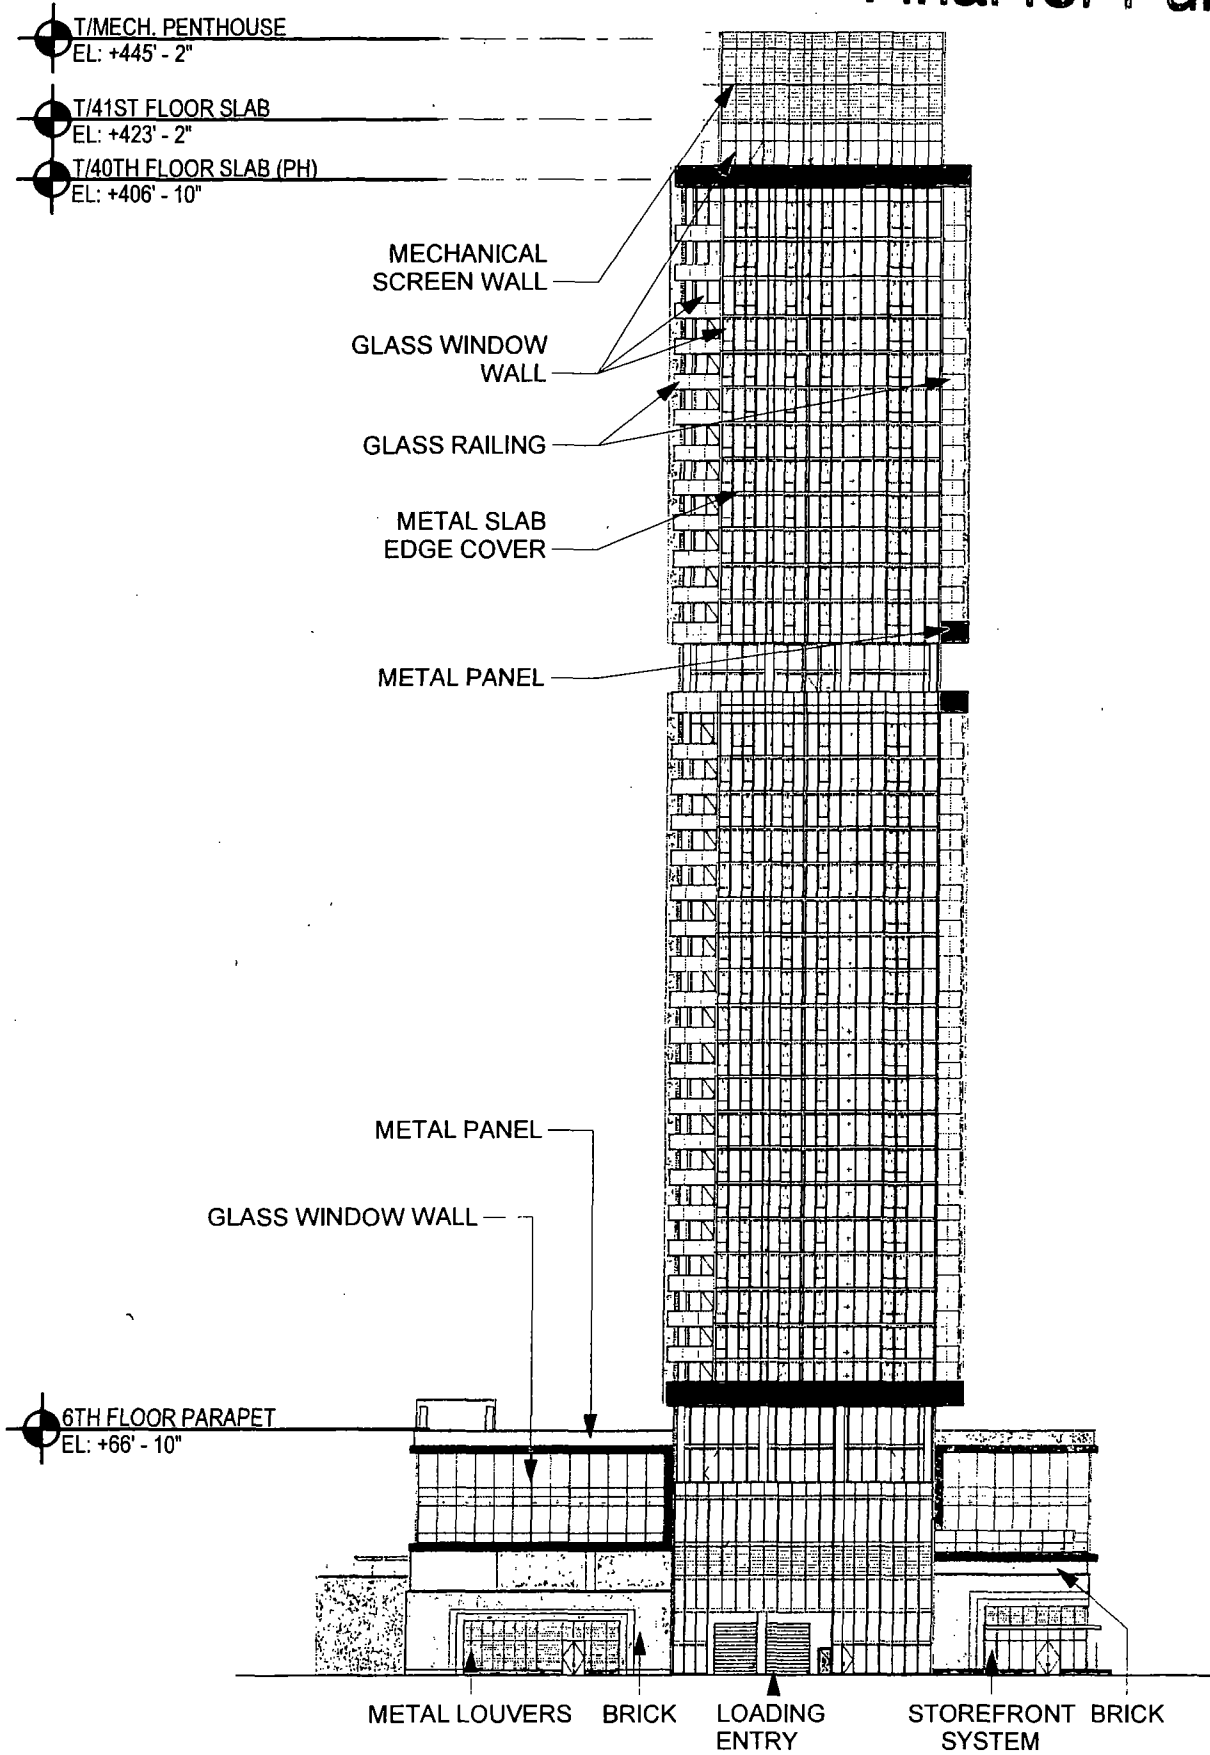 T/MECH. PENTHOUSE
EL: +445' - 2"
T/41ST FLOOR SLAB
EL: +423' - 2"
T/40TH FLOOR SLAB (PH)
EL: +406' - 10"
MECHANICAL
SCREEN WALL
GLASS WINDOW
WALL
GLASS RAILING
METAL SLAB
EDGE COVER
METAL PANEL
METAL PANEL
GLASS WINDOW WALL
6TH FLOOR PARAPET
EL: +66' - 10"
METAL LOUVERS
BRICK
LOADING
ENTRY
STOREFRONT
SYSTEM
BRICK